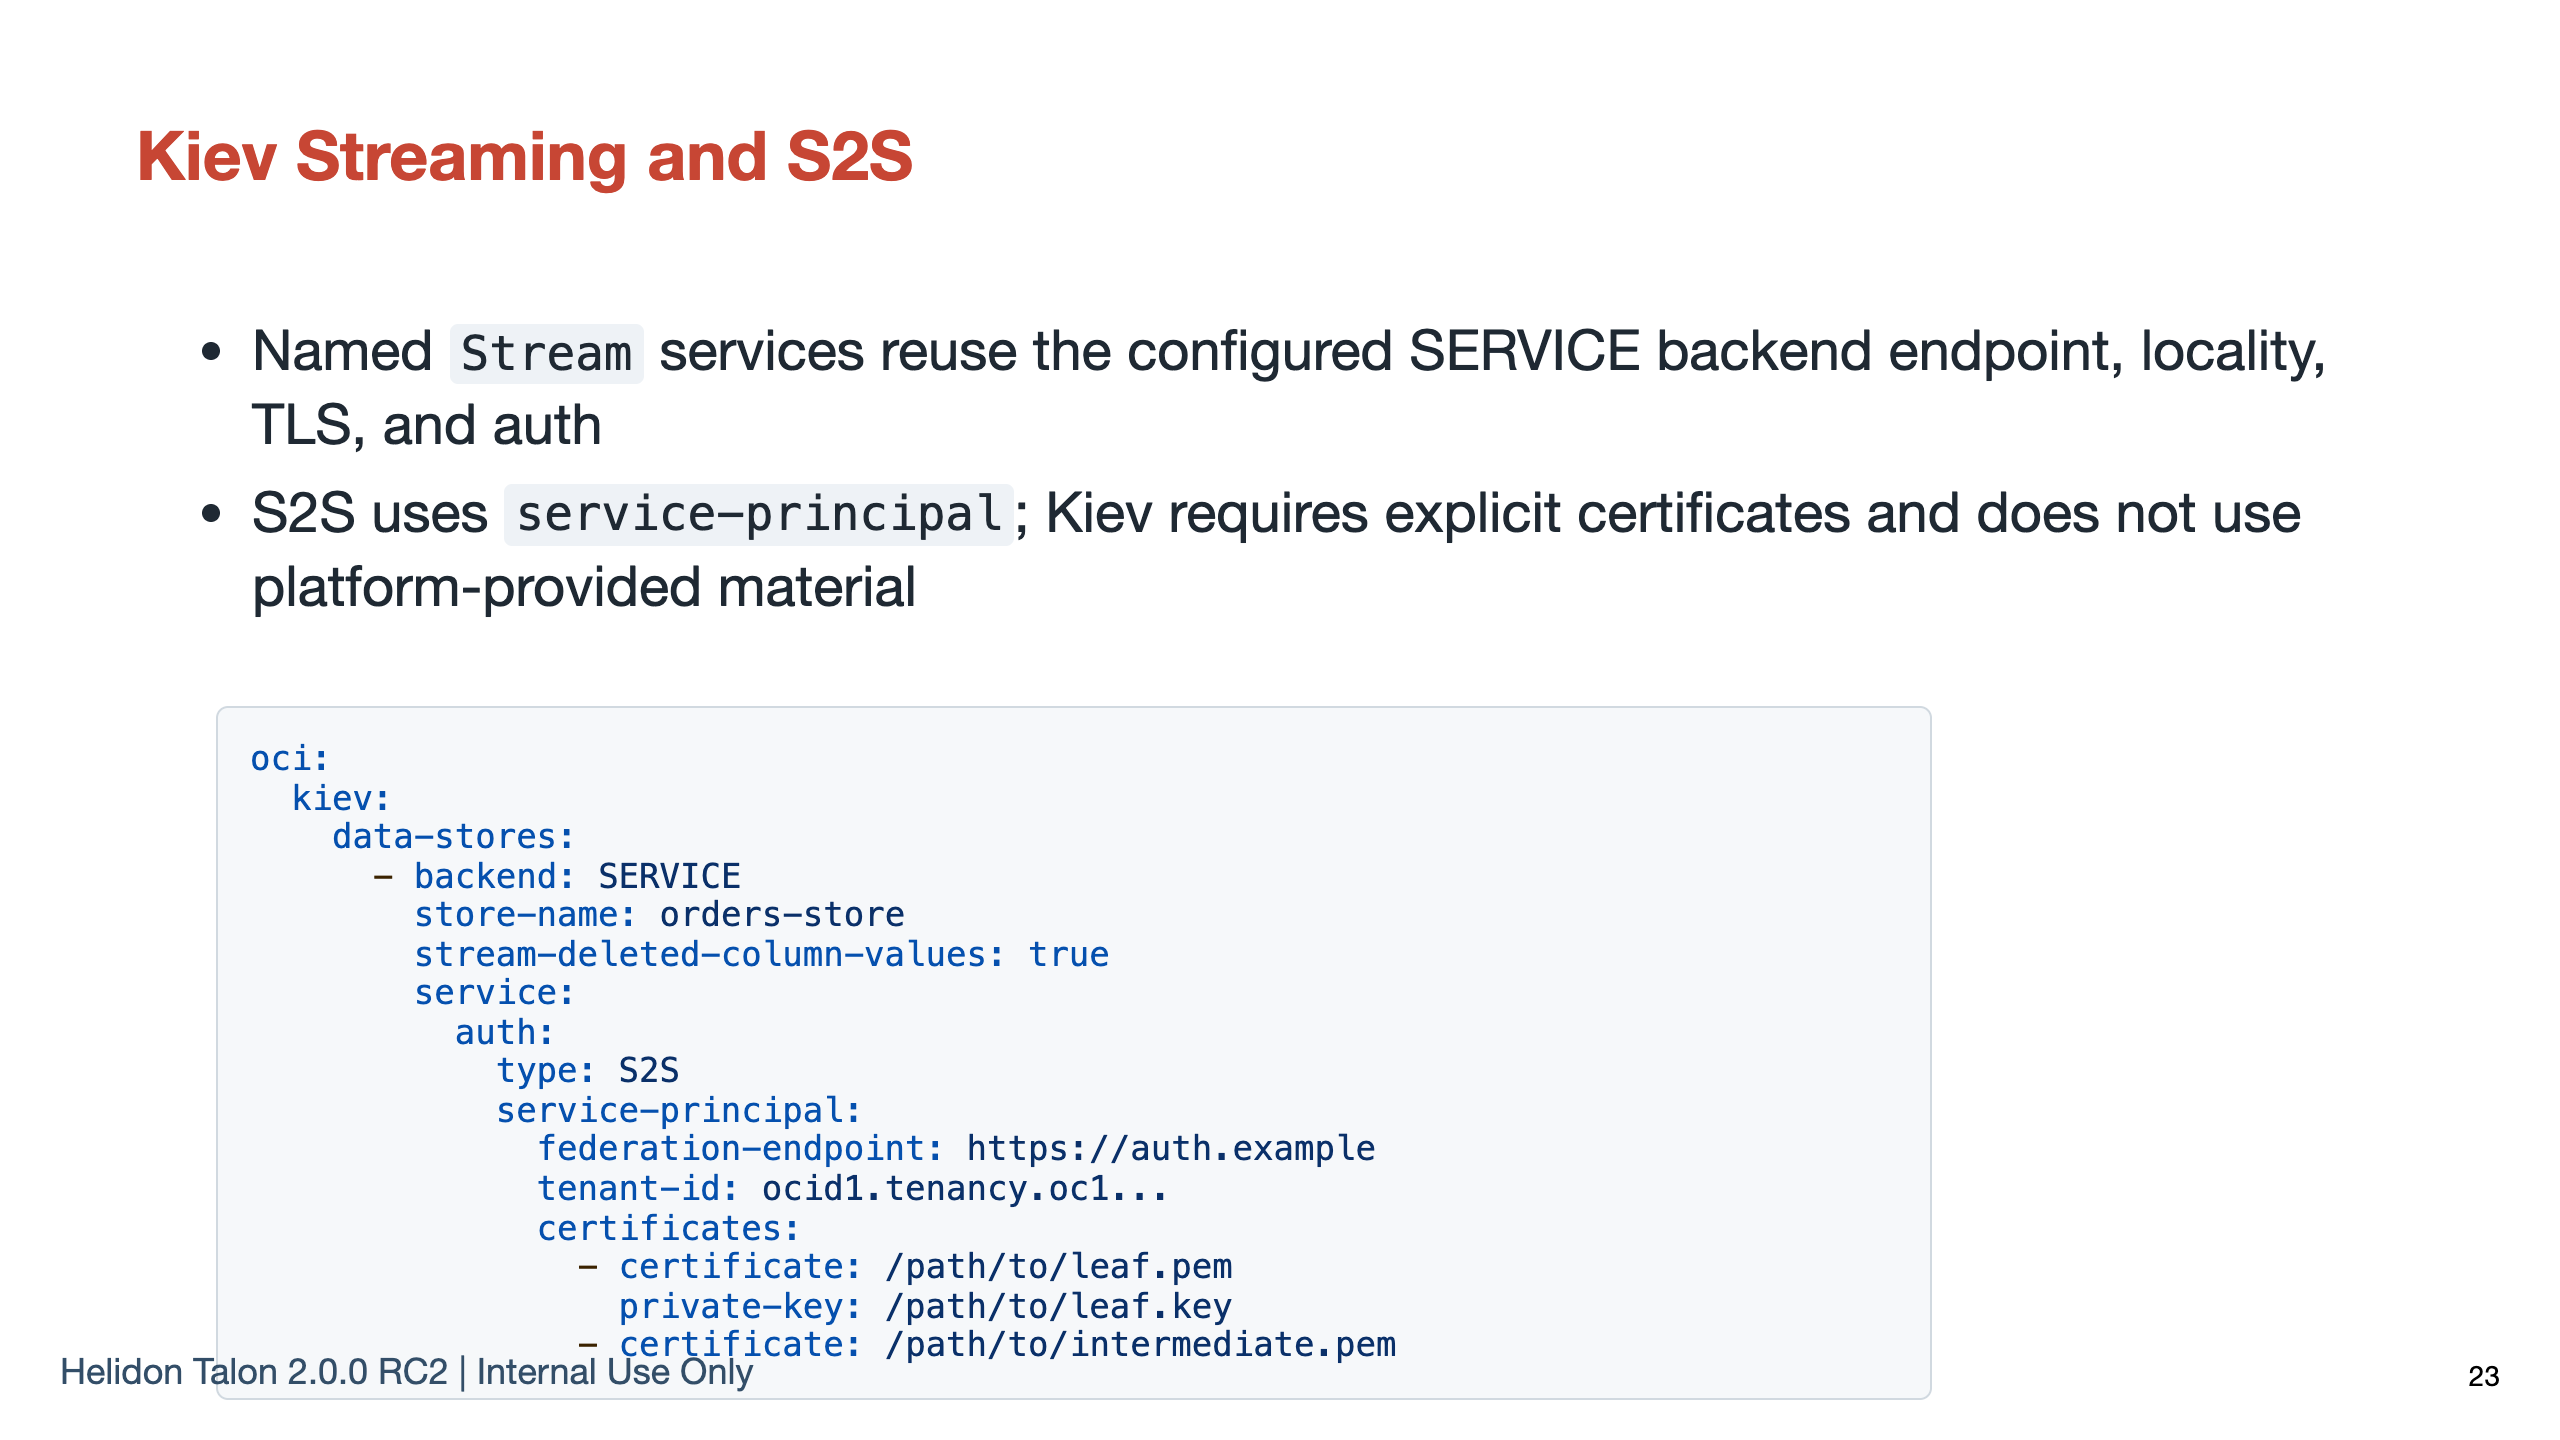 Kiev Streaming and S2S
• Named Stream services reuse the configured SERVICE backend endpoint, locality,
TLS, and auth
• S2S uses service-principal; Kiev requires explicit certificates and does not use
platform-provided material
oci:
  kiev:
    data-stores:
      - backend: SERVICE
        store-name: orders-store
        stream-deleted-column-values: true
        service:
          auth:
            type: S2S
            service-principal:
              federation-endpoint: https://auth.example
              tenant-id: ocid1.tenancy.oc1...
              certificates:
                - certificate: /path/to/leaf.pem
                  private-key: /path/to/leaf.key
                - certificate: /path/to/intermediate.pem
Helidon Talon 2.0.0 RC2 | Internal Use Only
23